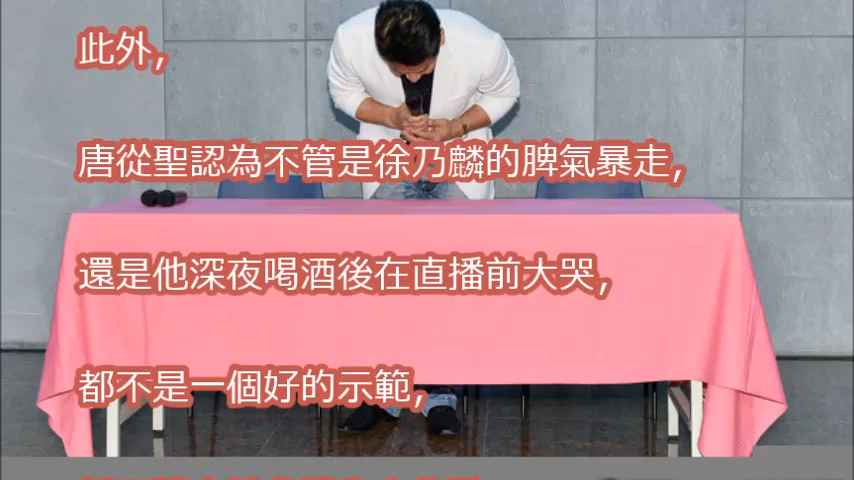 此外，
唐從聖認為不管是徐乃麟的脾氣暴走，
還是他深夜喝酒後在直播前大哭，
都不是一個好的示範，